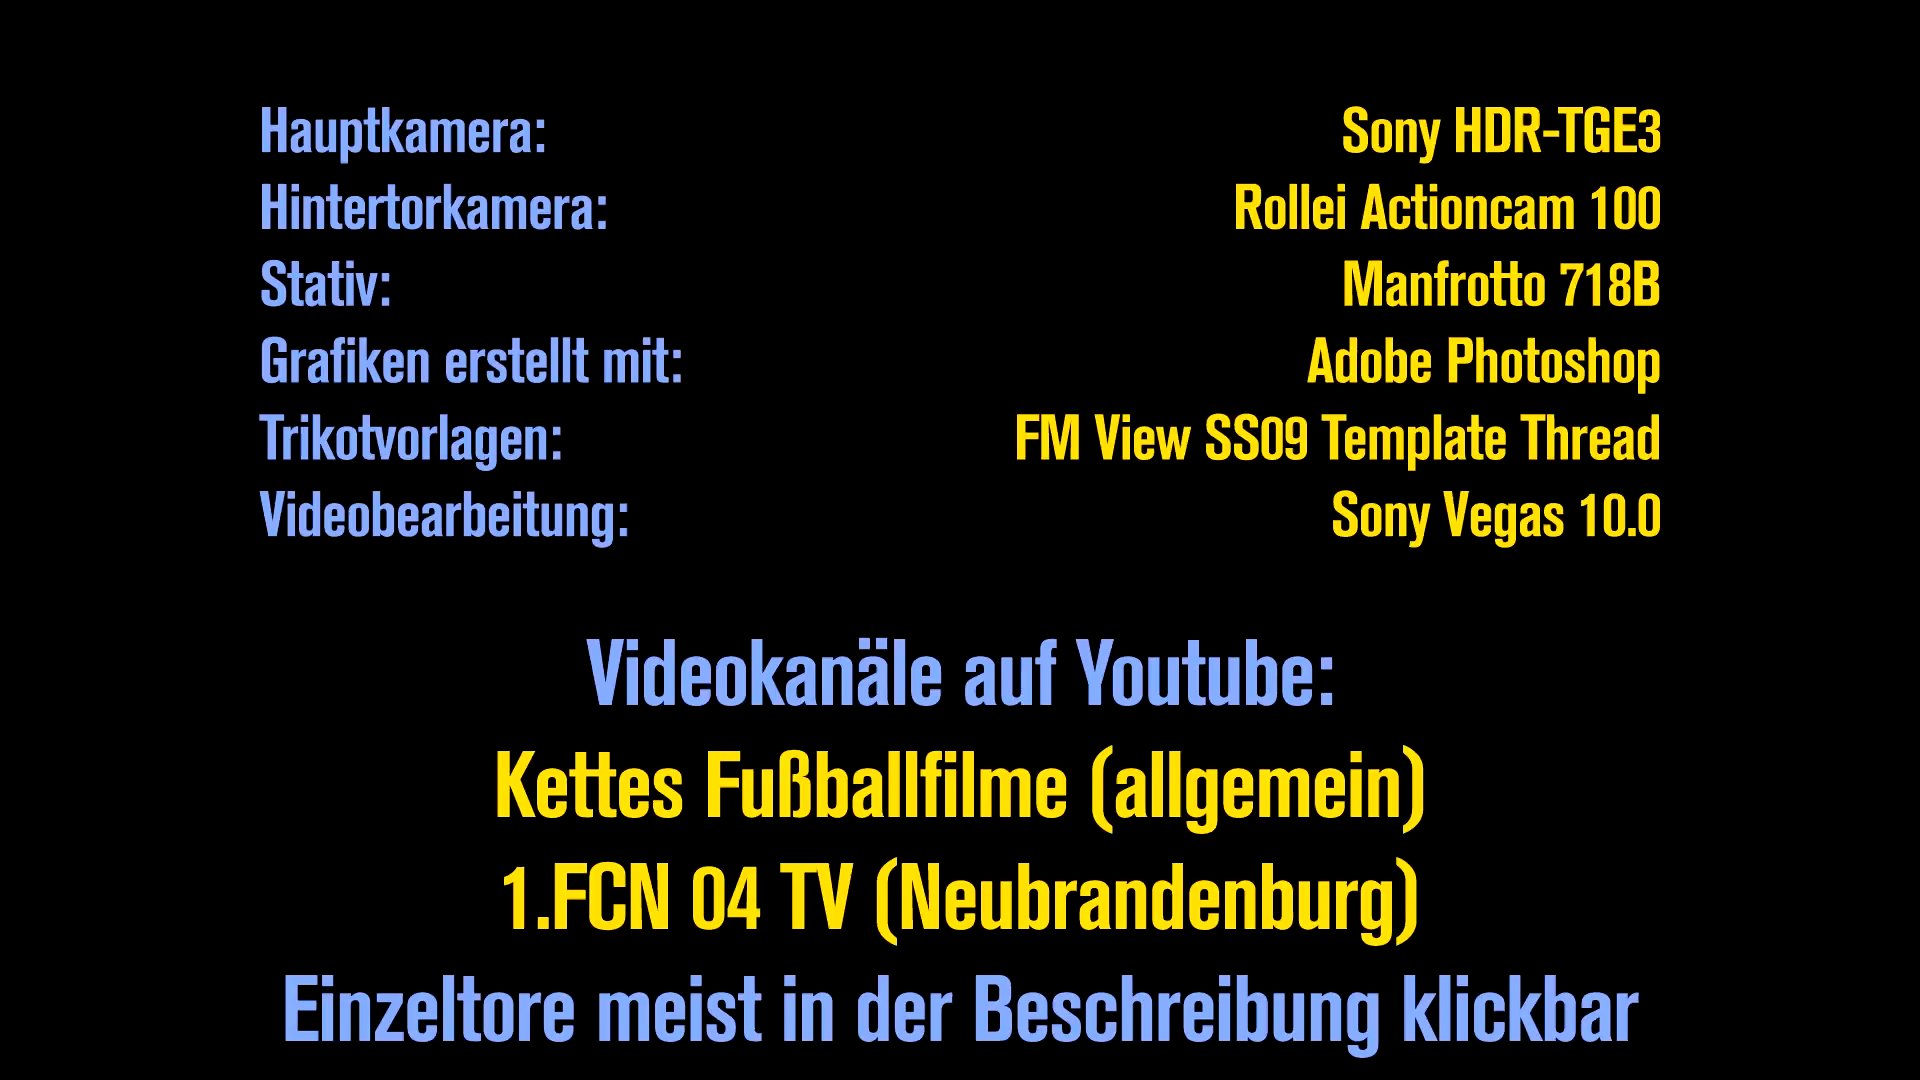 Hauptkamera: Sony HDR-TGE3
Hintertorkamera: Rollei Actioncam 100
Stativ: Manfrotto 718B
Grafiken erstellt mit: Adobe Photoshop
Trikotvorlagen: FM View SS09 Template Thread
Videobearbeitung: Sony Vegas 10.0
Videokanäle auf Youtube:
Kettes Fußballfilme (allgemein)
1.FCN 04 TV (Neubrandenburg)
Einzeltore meist in der Beschreibung klickbar